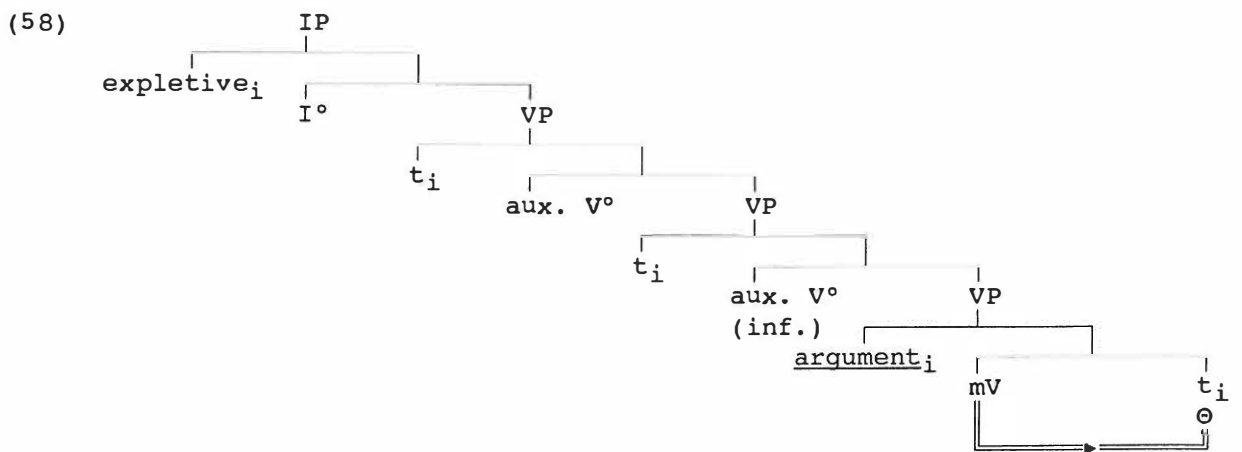 (58) IP
expletive_i
I° VP
t_i
aux. V° VP
t_i
aux. V° VP
(inf.)
argument_i
mV t_i
Θ